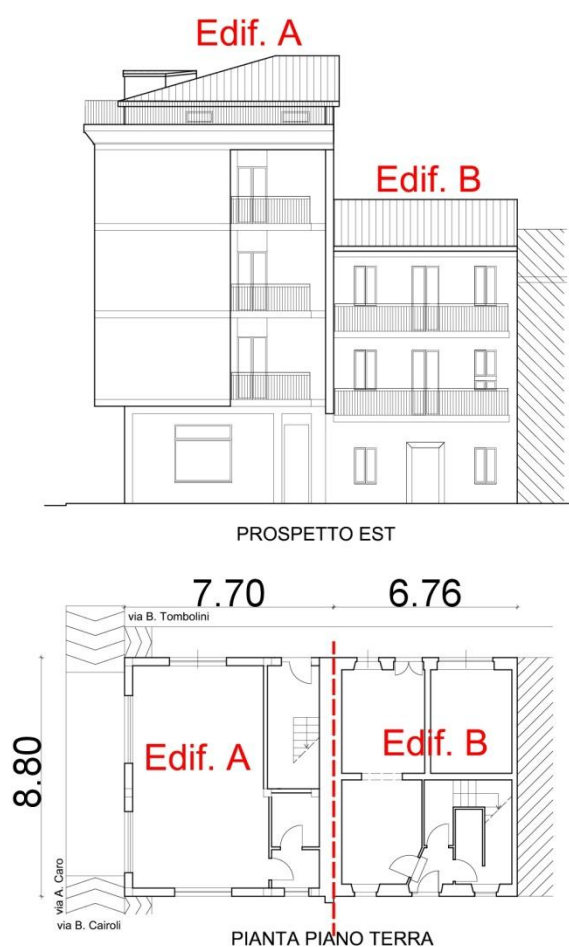 Edif. A
Edif. B
PROSPETTO EST
7.70 6.76
via B. Tombolini
8.80
Edif. A
Edif. B
via A. Caro
via B. Cairoli
PIANTA PIANO TERRA